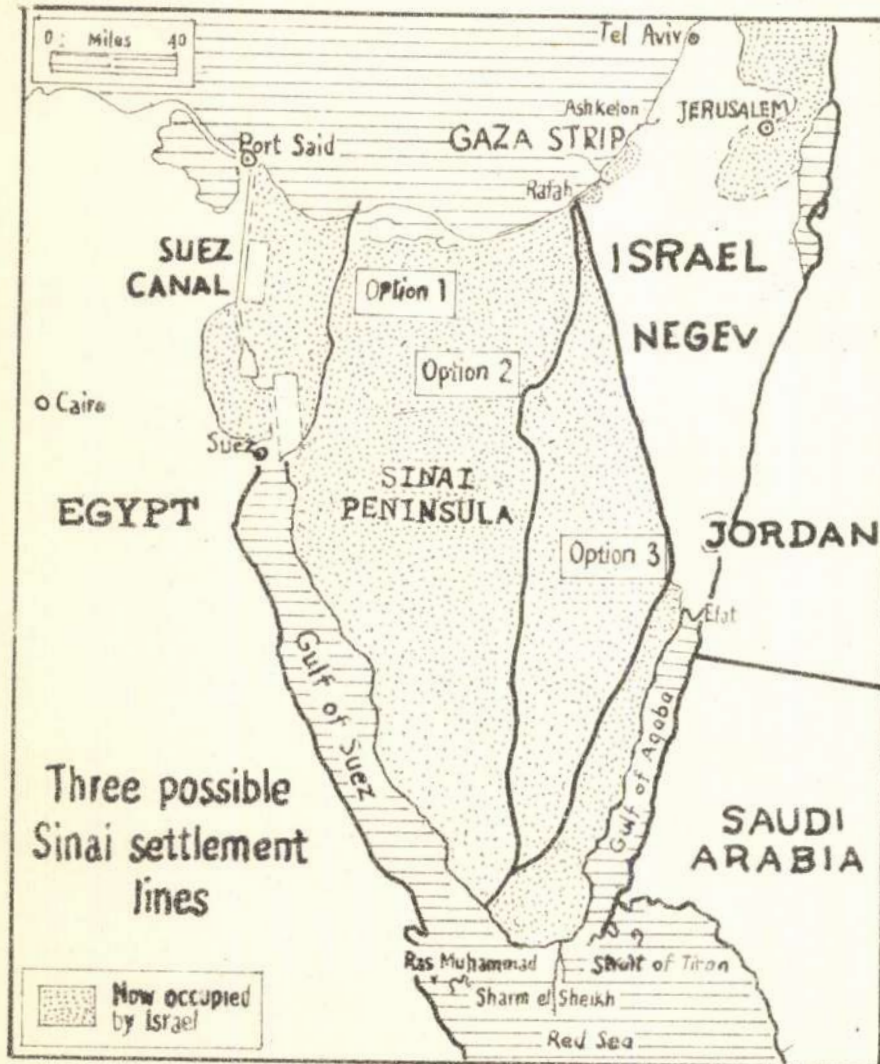 0 : Miles 40
Tel Aviv
Ashkelon
JERUSALEM
Port Said
GAZA STRIP
Rafah
SUEZ
CANAL
ISRAEL
Option 1
NEGEV
Option 2
Cairo
Suez
SINAI
PENINSULA
EGYPT
Option 3
JORDAN
Elat
Gulf of Suez
Gulf of Aqaba
Three possible
Sinai settlement
lines
SAUDI
ARABIA
Ras Muhammad
Strait of Tiran
Now occupied
by Israel
Sharm el Sheikh
Red Sea